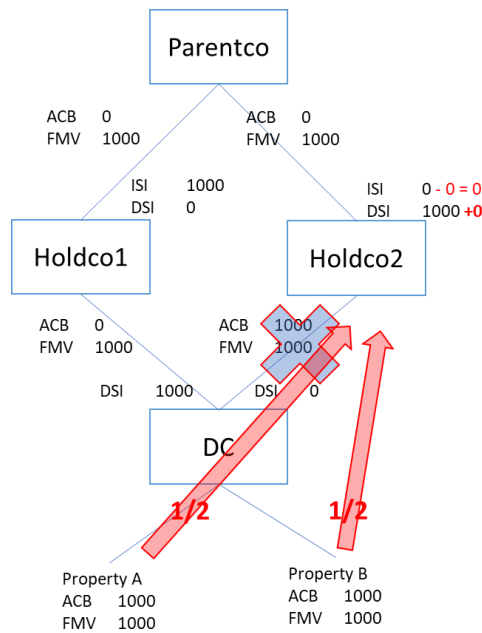 Parentco
ACB 0
FMV 1000
ACB 0
FMV 1000
ISI 1000
DSI 0
ISI 0 - 0 = 0
DSI 1000 +0
Holdco1
Holdco2
ACB 0
FMV 1000
ACB 1000
FMV 1000
DSI 1000
DSI 0
DC
1/2
1/2
Property A
ACB 1000
FMV 1000
Property B
ACB 1000
FMV 1000